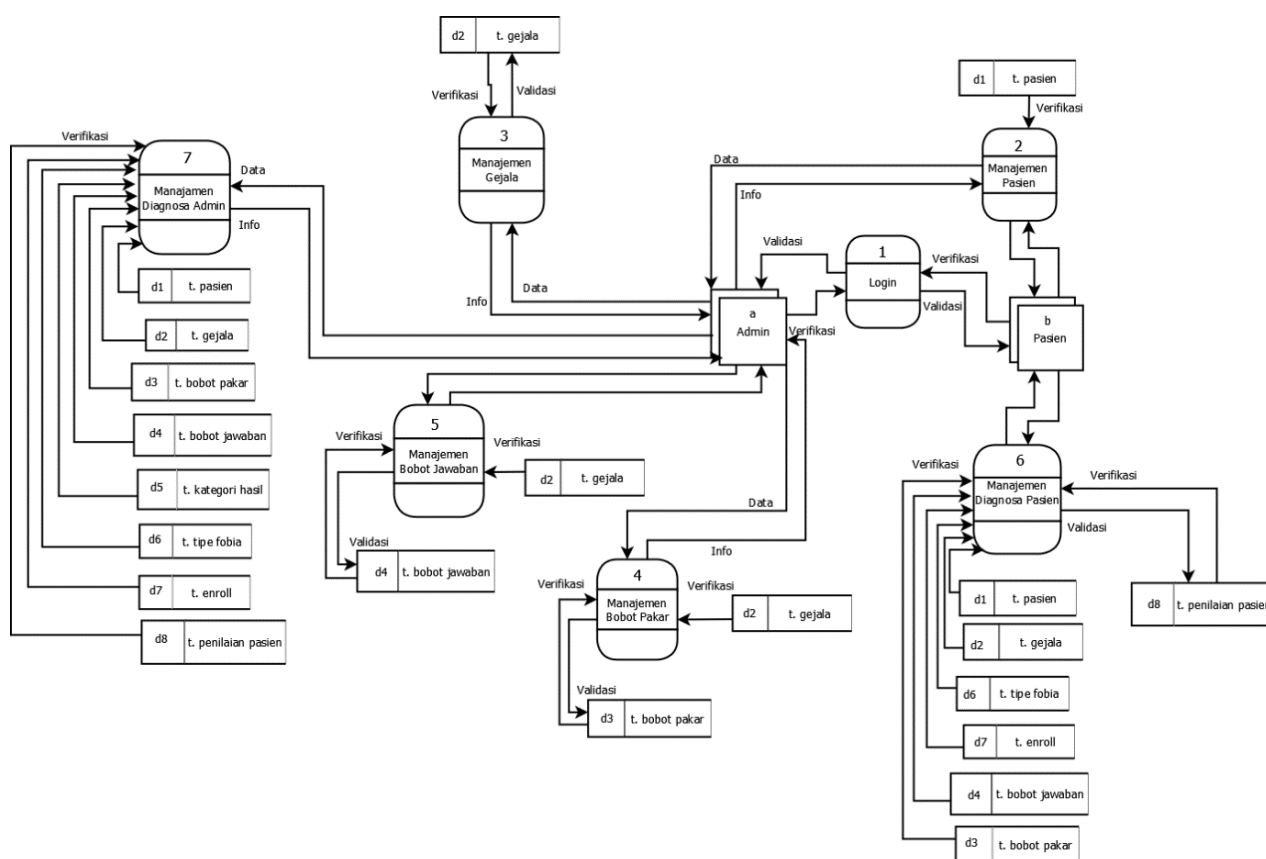 d2 t. gejala
Verifikasi
Validasi
3
Manajemen
Gejala
d1 t. pasien
Verifikasi
2
Manajemen
Pasien
Verifikasi
7
Manajamen
Diagnosa Admin
Data
Info
Data
Info
Validasi
1
Login
Verifikasi
Validasi
Info
Data
a
Admin
Verifikasi
b
Pasien
d1 t. pasien
d2 t. gejala
d3 t. bobot pakar
d4 t. bobot jawaban
d5 t. kategori hasil
d6 t. tipe fobia
d7 t. enroll
d8 t. penilaian pasien
5
Manajemen
Bobot Jawaban
Verifikasi
Verifikasi
d2 t. gejala
Validasi
d4 t. bobot jawaban
Data
Info
4
Manajemen
Bobot Pakar
Verifikasi
Verifikasi
d2 t. gejala
Validasi
d3 t. bobot pakar
6
Manajemen
Diagnosa Pasien
Verifikasi
Verifikasi
Validasi
d8 t. penilaian pasien
d1 t. pasien
d2 t. gejala
d6 t. tipe fobia
d7 t. enroll
d4 t. bobot jawaban
d3 t. bobot pakar